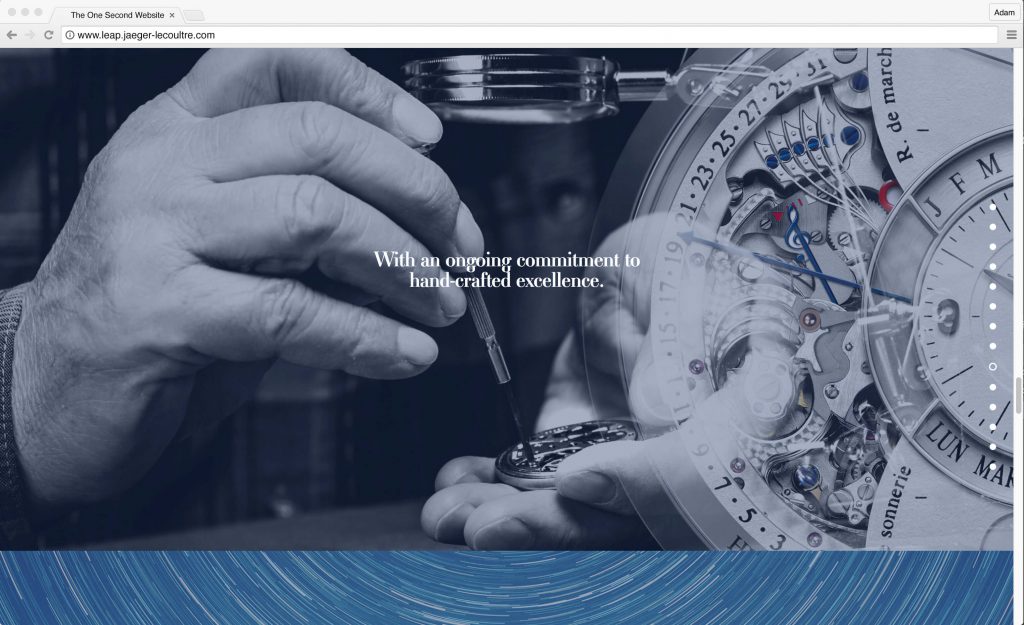 The One Second Website
Adam
www.leap.jaeger-lecoultre.com
With an ongoing commitment to
hand-crafted excellence.
31
29
27
25
23
21
19
17
15
11
9
7
5
3
R. de march
J F M
LUN MAR
sonnerie